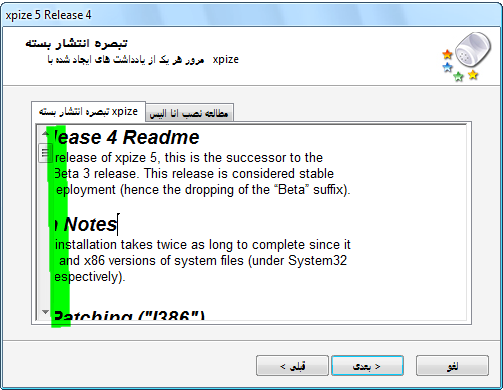 xpize 5 Release 4
تبصره انتشار بسته
xpize مرور هر یک از یادداشت های ایجاد شده با
xpize تبصره انتشار بسته
مطالعه نصب انا الیس
lease 4 Readme
release of xpize 5, this is the successor to the
Beta 3 release. This release is considered stable
eployment (hence the dropping of the “Beta” suffix).
Notes
installation takes twice as long to complete since it
and x86 versions of system files (under System32
espectively).
Patching ("I386")
< قبلی
بعدی >
لغو